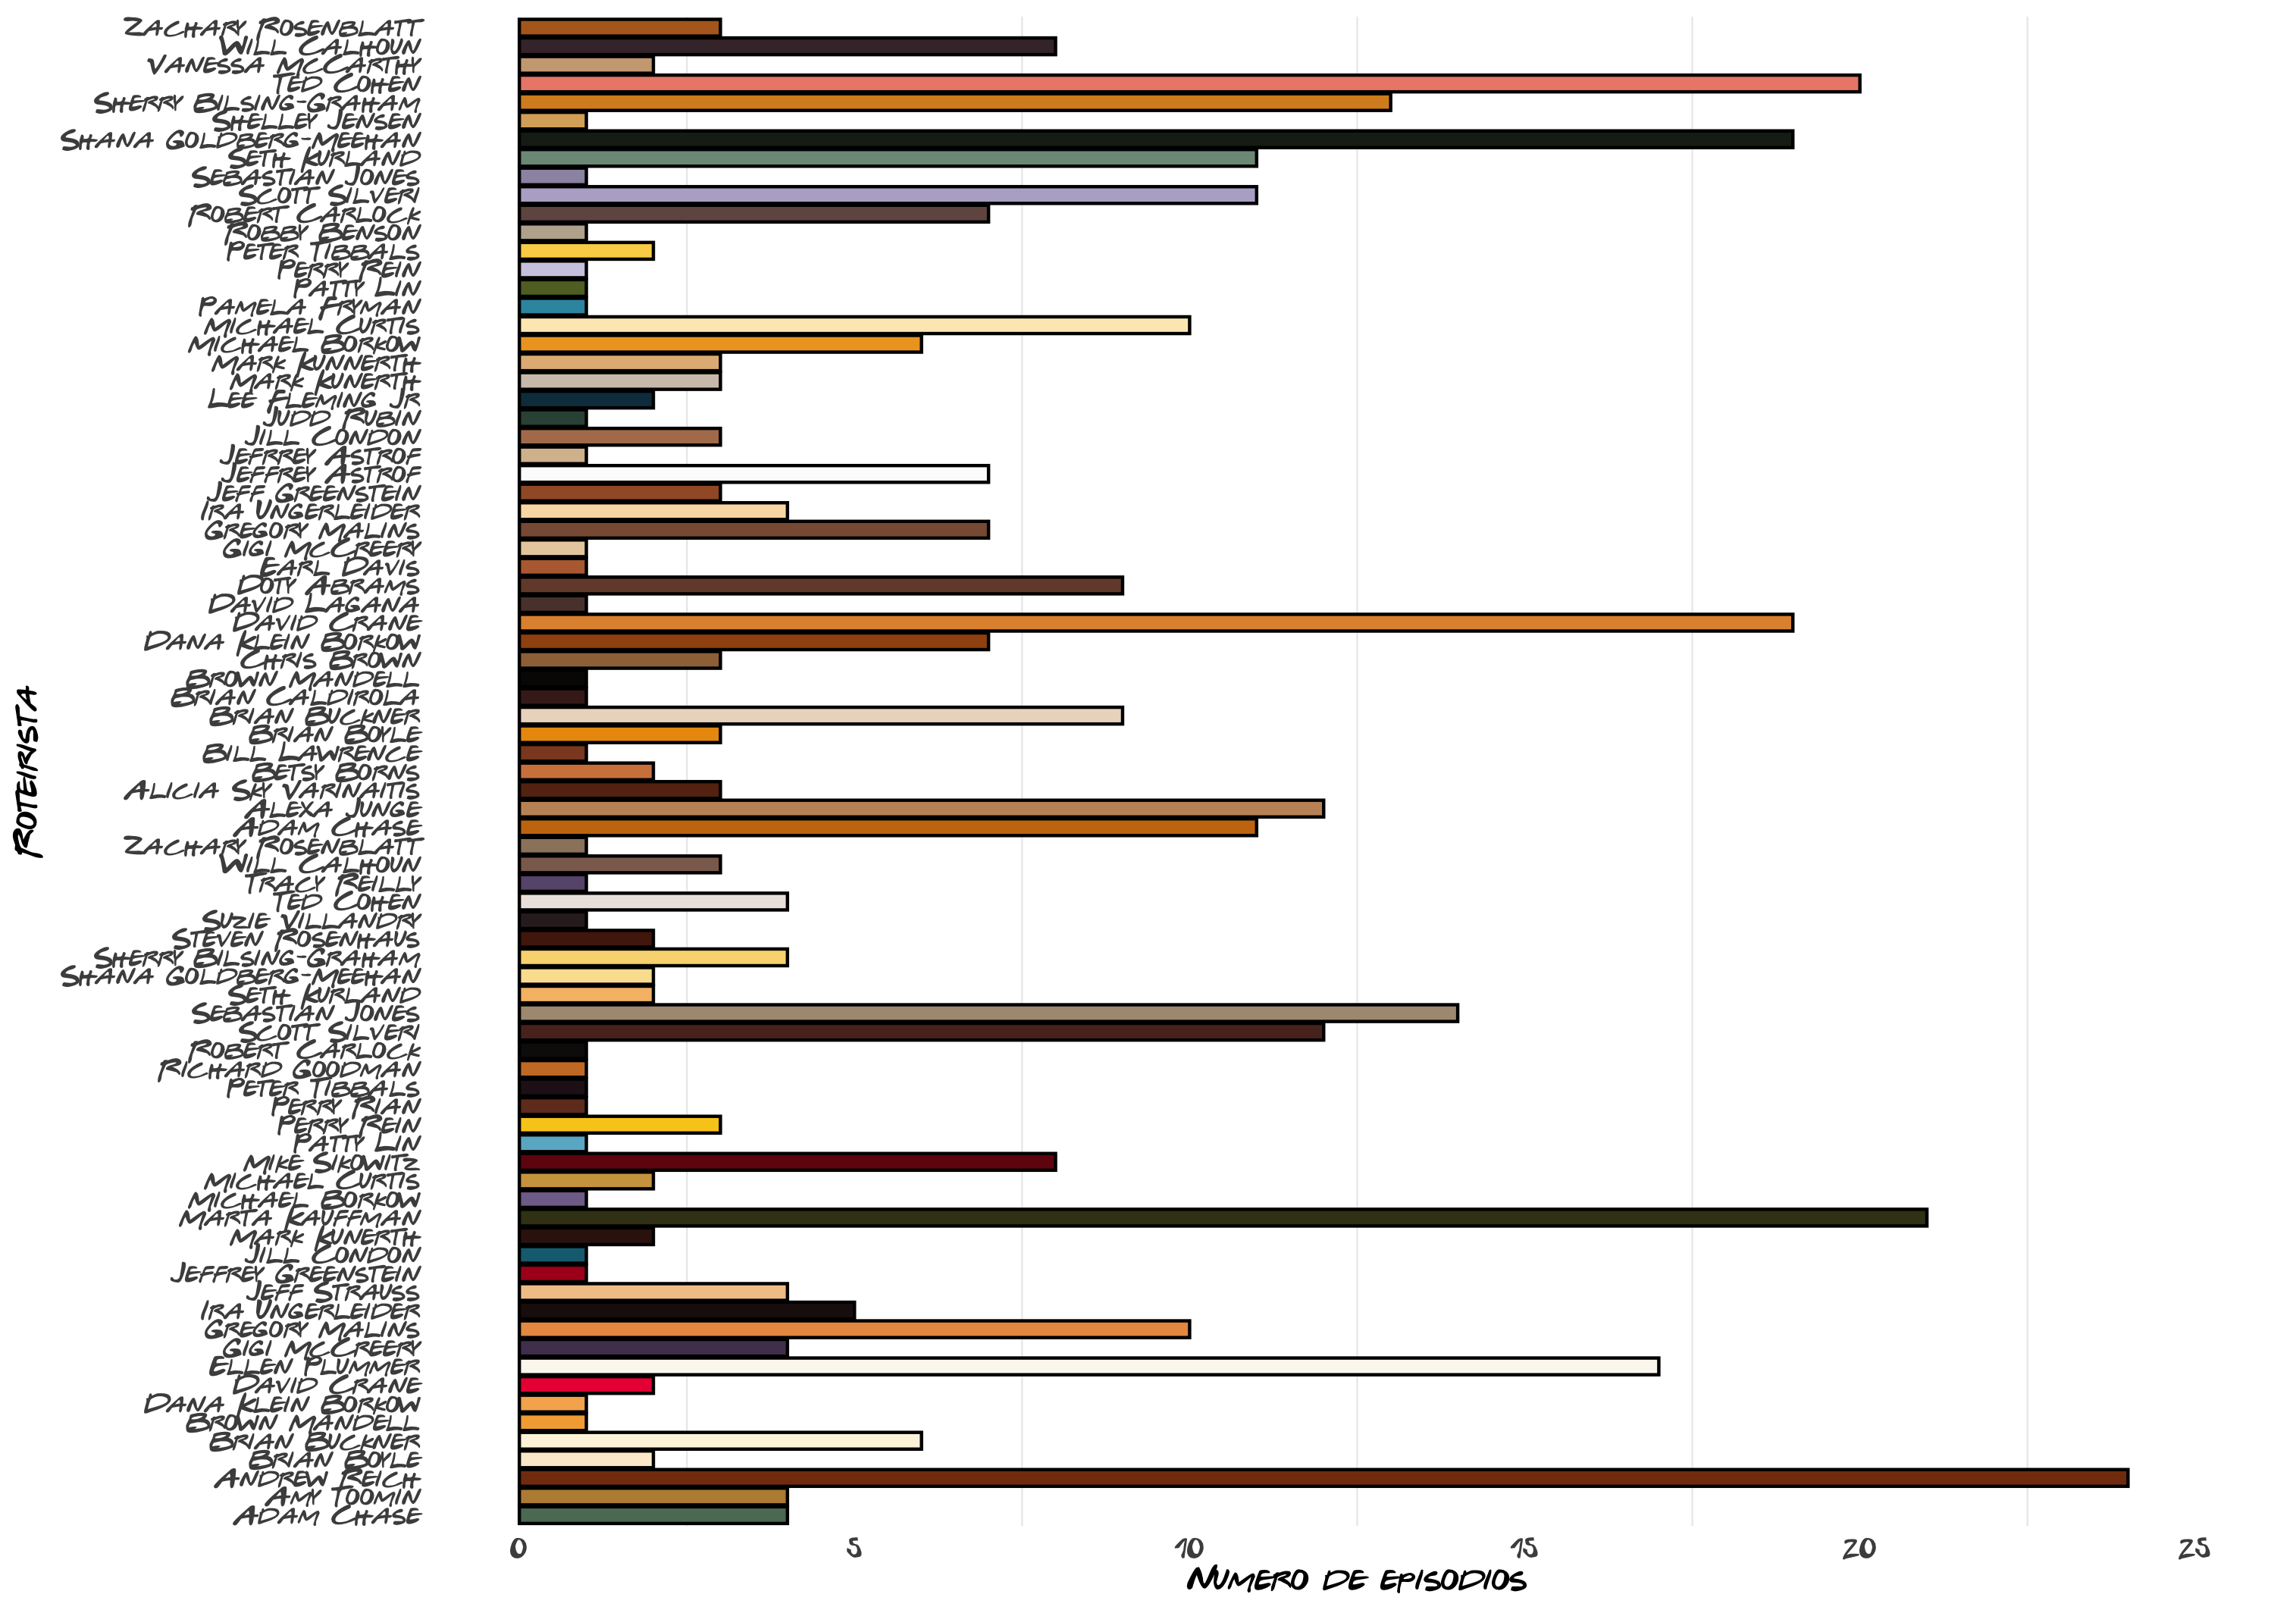 Zachary Rosenblatt
Will Calhoun
Vanessa McCarthy
Ted Cohen
Sherry Bilsing-Graham
Shelley Jensen
Shana Goldberg-Meehan
Seth Kurland
Sebastian Jones
Scott Silveri
Robert Carlock
Robby Benson
Peter Tibbals
Perry Rein
Patty Lin
Pamela Fryman
Michael Curtis
Michael Borkow
Mark Kunnerth
Mark Kunerth
Lee Fleming Jr
Judd Rubin
Jill Condon
Jeffrey Astrof
Jeffrey Astrof
Jeff Greenstein
Ira Ungerleider
Gregory Malins
Gigi McCreery
Earl Davis
Doty Abrams
David Lagana
David Crane
Dana Klein Borkow
Chris Brown
Brown Mandell
Brian Caldirola
Brian Buckner
Brian Boyle
Bill Lawrence
Betsy Borns
Alicia Sky Varinaitis
Alexa Junge
Adam Chase
Zachary Rosenblatt
Will Calhoun
Tracy Reilly
Ted Cohen
Suzie Villandry
Steven Rosenhaus
Sherry Bilsing-Graham
Shana Goldberg-Meehan
Seth Kurland
Sebastian Jones
Scott Silveri
Robert Carlock
Richard Goodman
Peter Tibbals
Perry Rian
Perry Rein
Patty Lin
Mike Sikowitz
Michael Curtis
Michael Borkow
Marta Kauffman
Mark Kunerth
Jill Condon
Jeffrey Greenstein
Jeff Strauss
Ira Ungerleider
Gregory Malins
Gigi McCreery
Ellen Plummer
David Crane
Dana Klein Borkow
Brown Mandell
Brian Buckner
Brian Boyle
Andrew Reich
Amy Toomin
Adam Chase
Roteirista
0 5 10 15 20 25
Numero de episodios